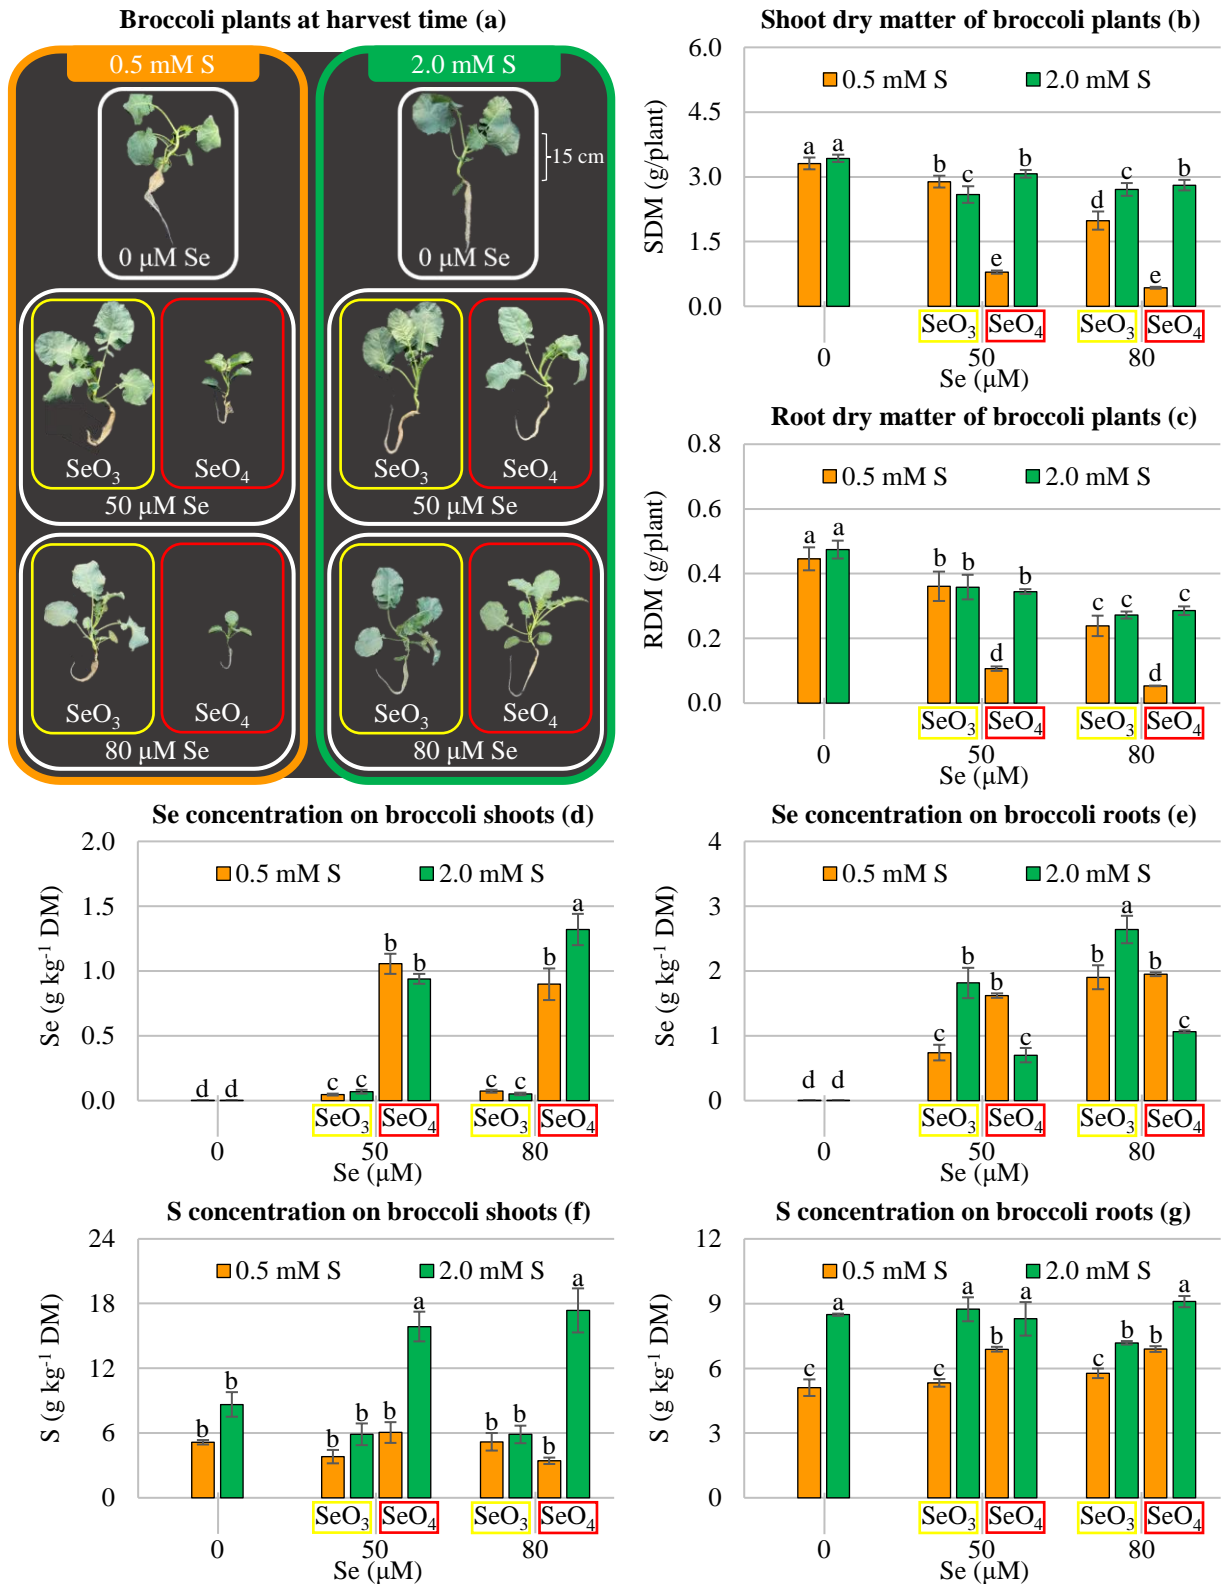 Broccoli plants at harvest time (a)
0.5 mM S
2.0 mM S
0 μM Se
0 μM Se
15 cm
SeO3
SeO4
50 μM Se
SeO3
SeO4
50 μM Se
SeO3
SeO4
80 μM Se
SeO3
SeO4
80 μM Se
Shoot dry matter of broccoli plants (b)
6.0
4.5
3.0
1.5
0.0
SDM (g/plant)
0.5 mM S
2.0 mM S
a a b c e b d c e b
SeO3 SeO4 SeO3 SeO4
0 50 80
Se (μM)
Root dry matter of broccoli plants (c)
0.8
0.6
0.4
0.2
0.0
RDM (g/plant)
0.5 mM S
2.0 mM S
a a b b d b c c d c
SeO3 SeO4 SeO3 SeO4
0 50 80
Se (μM)
Se concentration on broccoli shoots (d)
2.0
1.5
1.0
0.5
0.0
Se (g kg-1 DM)
0.5 mM S
2.0 mM S
d d c c b b c c b a
SeO3 SeO4 SeO3 SeO4
0 50 80
Se (μM)
Se concentration on broccoli roots (e)
4
3
2
1
0
Se (g kg-1 DM)
0.5 mM S
2.0 mM S
d d c b b c b a b c
SeO3 SeO4 SeO3 SeO4
0 50 80
Se (μM)
S concentration on broccoli shoots (f)
24
18
12
6
0
S (g kg-1 DM)
0.5 mM S
2.0 mM S
b b b b b a b b b a
SeO3 SeO4 SeO3 SeO4
0 50 80
Se (μM)
S concentration on broccoli roots (g)
12
9
6
3
0
S (g kg-1 DM)
0.5 mM S
2.0 mM S
c a c a b a c b b a
SeO3 SeO4 SeO3 SeO4
0 50 80
Se (μM)